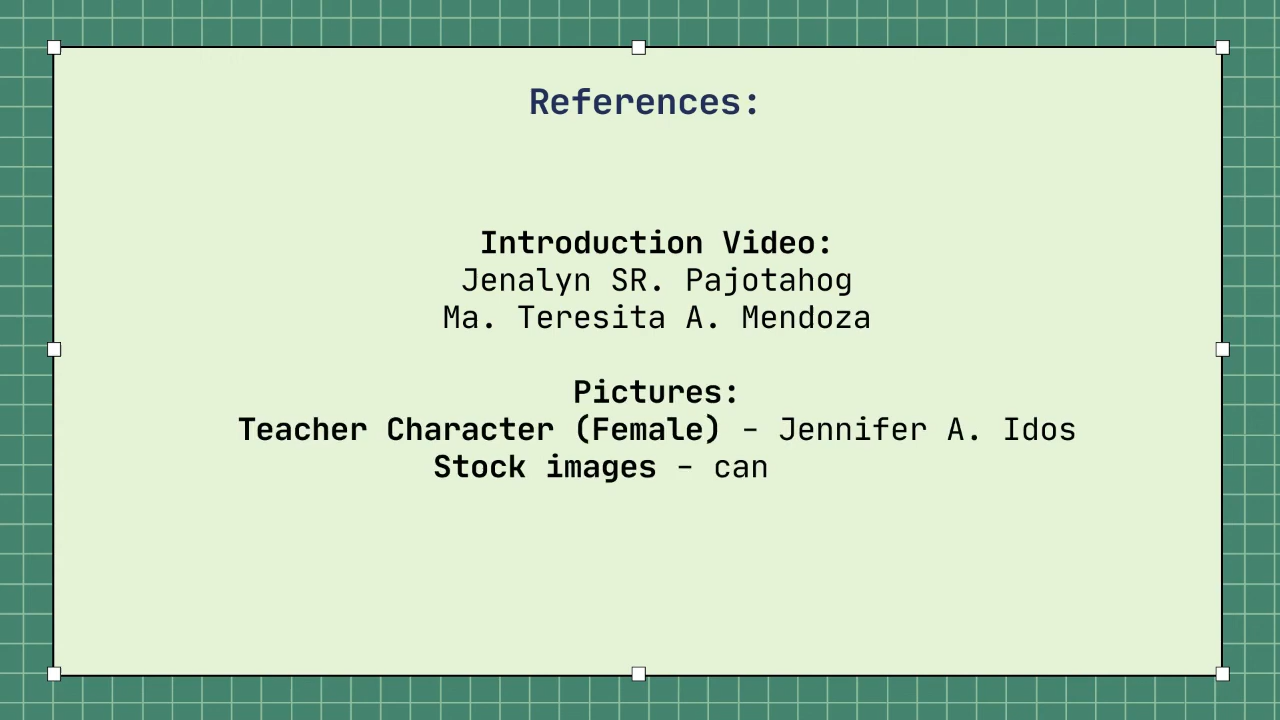 References:
Introduction Video:
Jenalyn SR. Pajotahog
Ma. Teresita A. Mendoza
Pictures:
Teacher Character (Female) – Jennifer A. Idos
Stock images – can